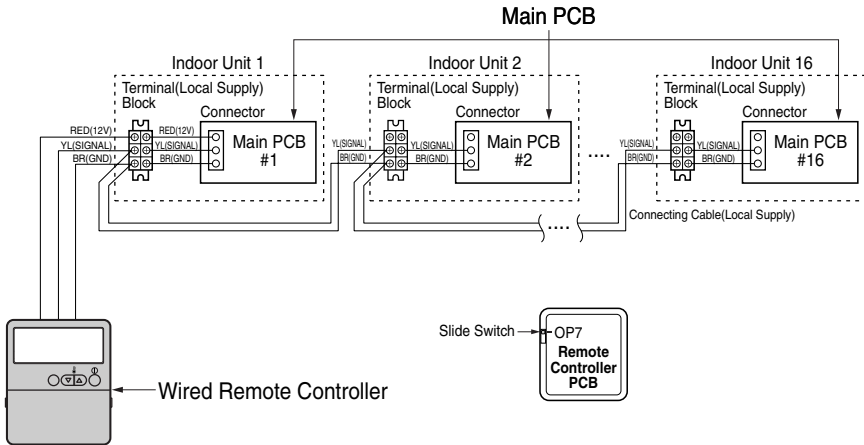 Main PCB
Indoor Unit 1
Indoor Unit 2
Indoor Unit 16
Terminal(Local Supply)
Block
Connector
Terminal(Local Supply)
Block
Connector
Terminal(Local Supply)
Block
Connector
RED(12V)
YL(SIGNAL)
BR(GND)
RED(12V)
YL(SIGNAL)
BR(GND)
Main PCB
#1
YL(SIGNAL)
BR(GND)
YL(SIGNAL)
BR(GND)
Main PCB
#2
....
YL(SIGNAL)
BR(GND)
YL(SIGNAL)
BR(GND)
Main PCB
#16
....
Connecting Cable(Local Supply)
Slide Switch
OP7
Remote
Controller
PCB
Wired Remote Controller